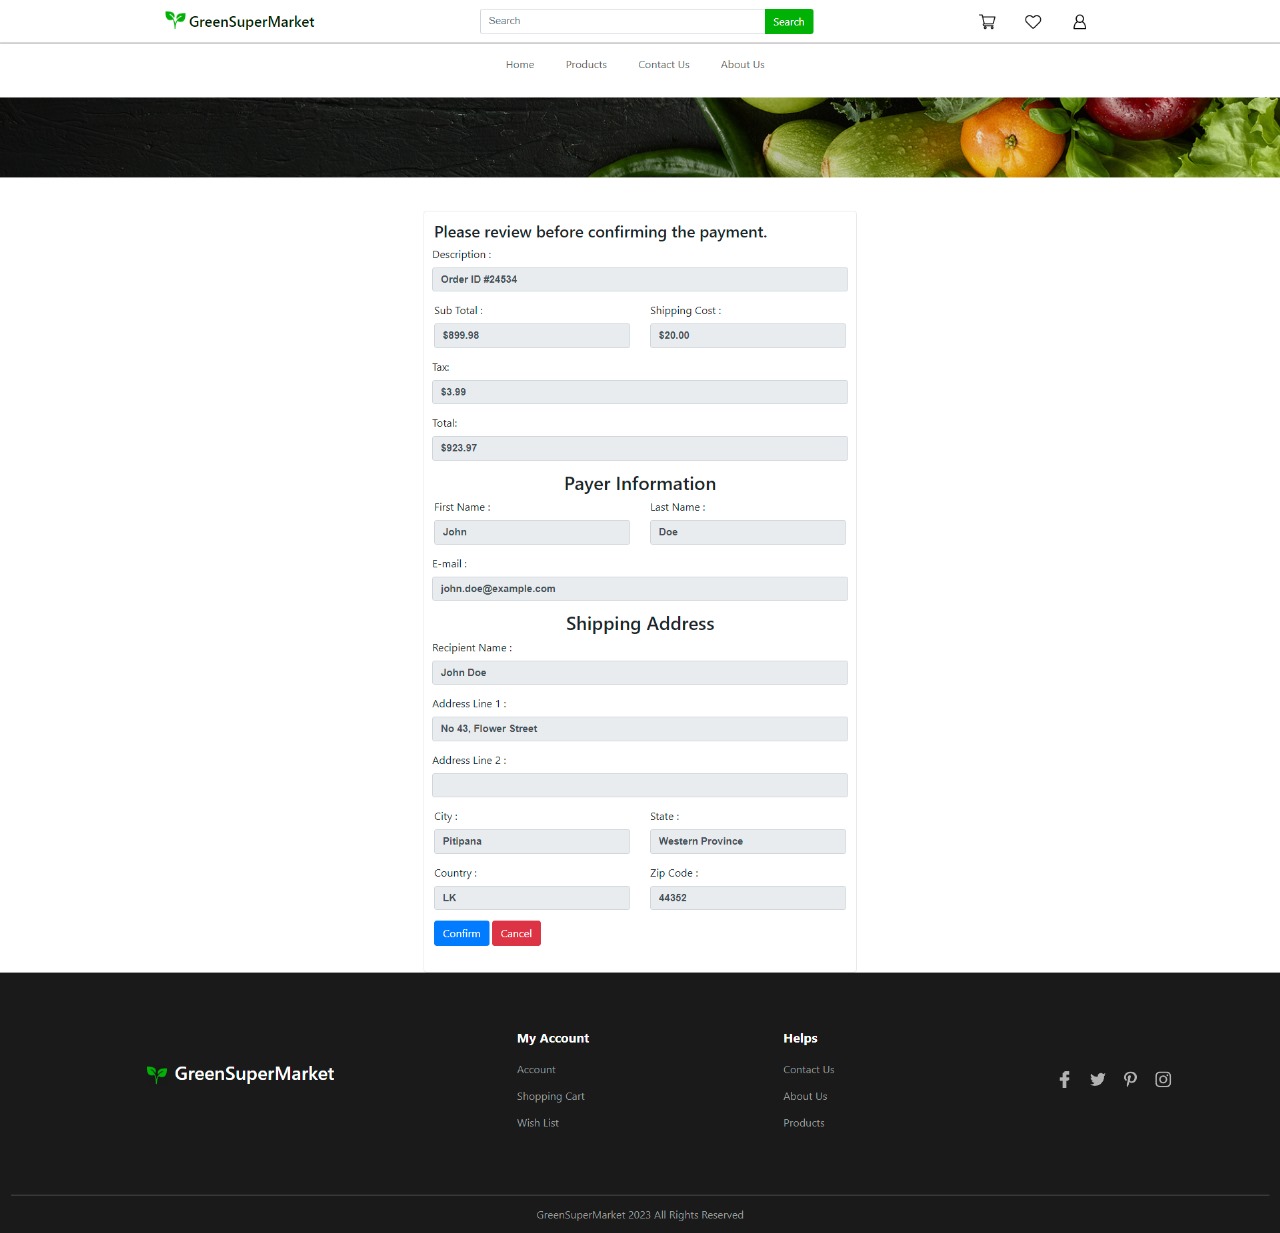 GreenSuperMarket
Search
Search
Home Products Contact Us About Us
Please review before confirming the payment.
Description :
Order ID #24534
Sub Total : Shipping Cost :
$899.98 $20.00
Tax:
$3.99
Total:
$923.97
Payer Information
First Name : Last Name :
John Doe
E-mail :
john.doe@example.com
Shipping Address
Recipient Name :
John Doe
Address Line 1 :
No 43, Flower Street
Address Line 2 :
City : State :
Pitipana Western Province
Country : Zip Code :
LK 44352
Confirm Cancel
GreenSuperMarket
My Account
Account
Shopping Cart
Wish List
Helps
Contact Us
About Us
Products
GreenSuperMarket 2023 All Rights Reserved